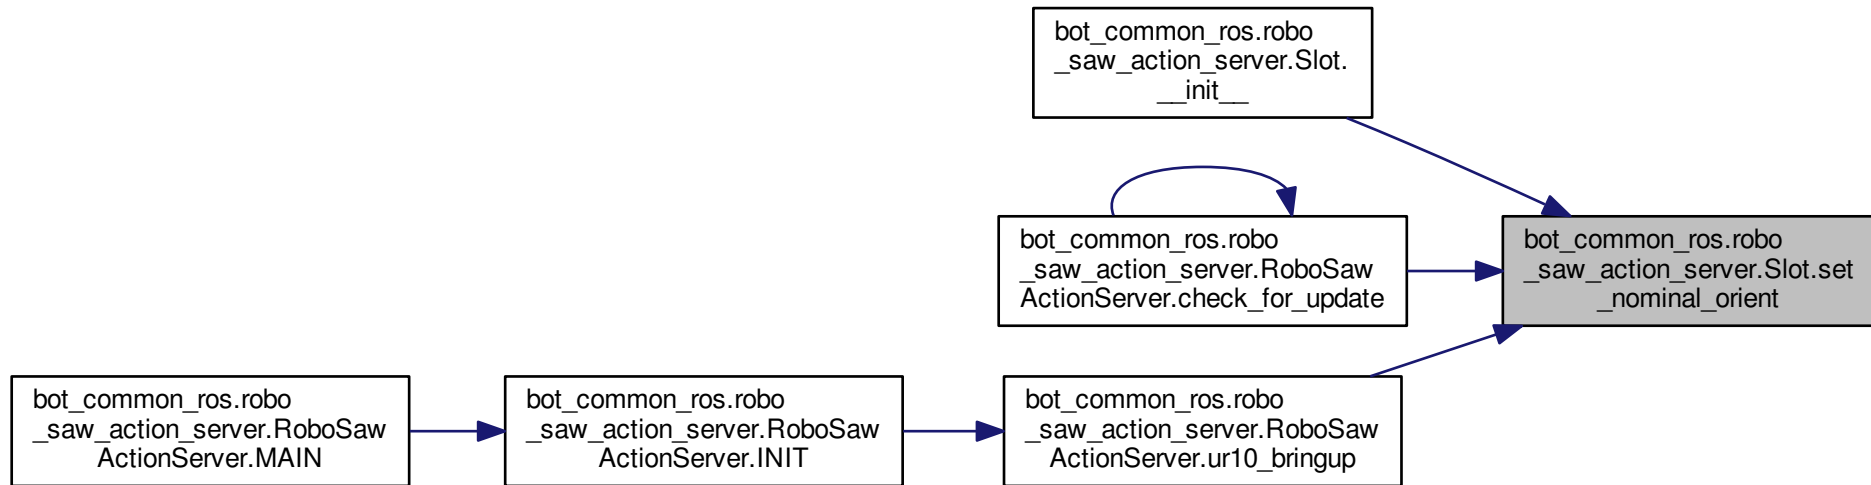 bot_common_ros.robo
_saw_action_server.Slot.
__init__
bot_common_ros.robo
_saw_action_server.RoboSaw
ActionServer.check_for_update
bot_common_ros.robo
_saw_action_server.Slot.set
_nominal_orient
bot_common_ros.robo
_saw_action_server.RoboSaw
ActionServer.MAIN
bot_common_ros.robo
_saw_action_server.RoboSaw
ActionServer.INIT
bot_common_ros.robo
_saw_action_server.RoboSaw
ActionServer.ur10_bringup